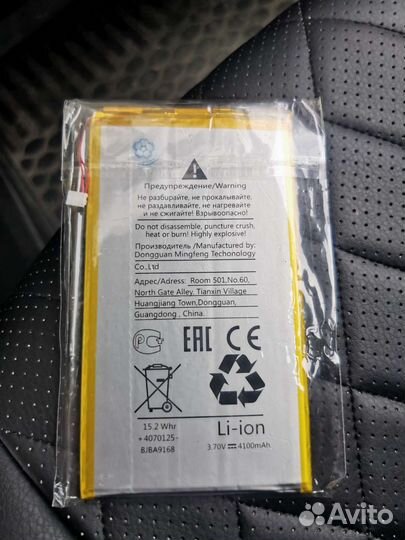 Предупреждение/Warning
Не разбирайте, не прокалывайте,
не раздавливайте, не нагревайте
и не сжигайте! Взрывоопасно!
Do not disassemble, puncture crush,
heat or burn! Highly explosive!
Производитель /Manufactured by:
Dongguan Mingfeng Techonology
Co.,Ltd
Адрес/Adress: Room 501,No.60,
North Gate Alley, Tianxin Village
Huangjiang Town,Dongguan,
Guangdong , China.
EAC CE
15.2 Whr
+4070125-
BJBA9168
Li-ion
3.70V ⎓ 4100mAh
Avito